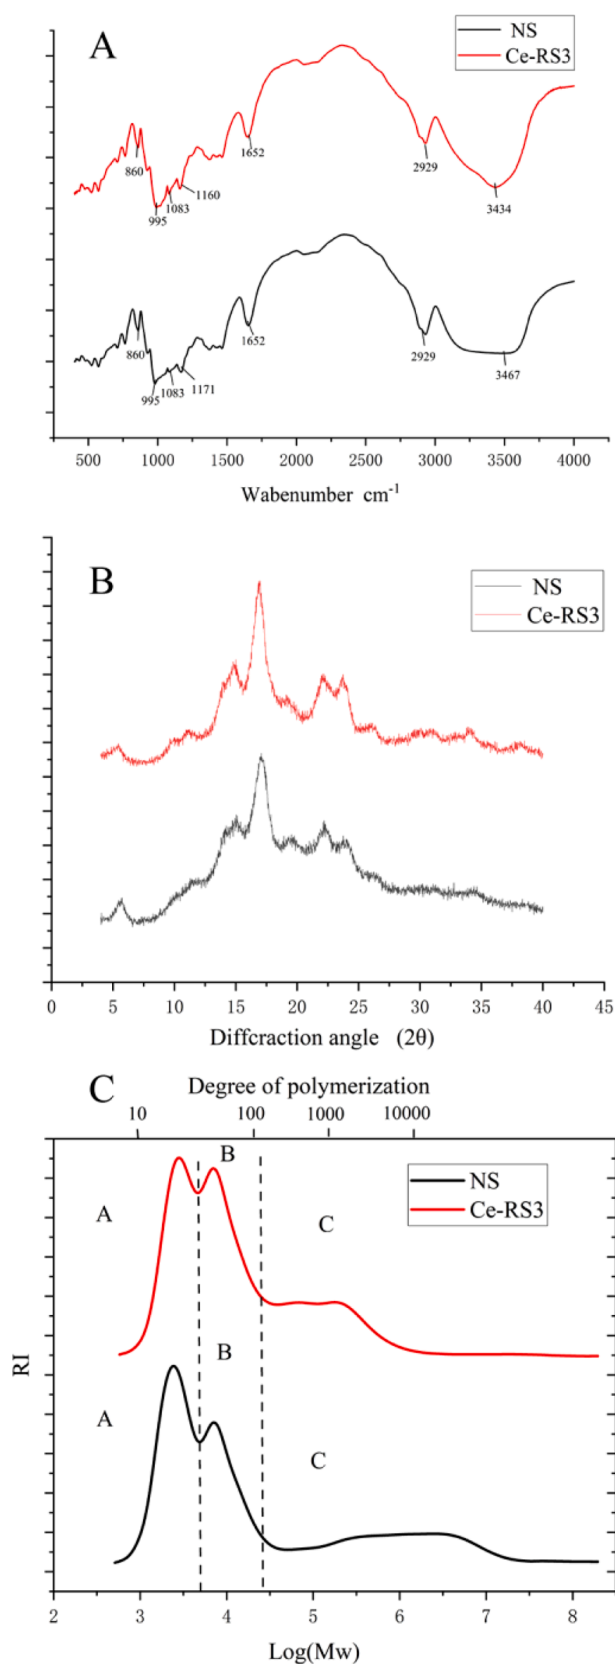 A
NS
Ce-RS3
860
995
1083
1160
1652
2929
3434
860
995
1083
1171
1652
2929
3467
500 1000 1500 2000 2500 3000 3500 4000
Wabenumber cm-1
B
NS
Ce-RS3
0 5 10 15 20 25 30 35 40 45
Diffcraction angle (2θ)
C
Degree of polymerization
10 100 1000 10000
NS
Ce-RS3
A
B
C
A
B
C
RI
2 3 4 5 6 7 8
Log(Mw)